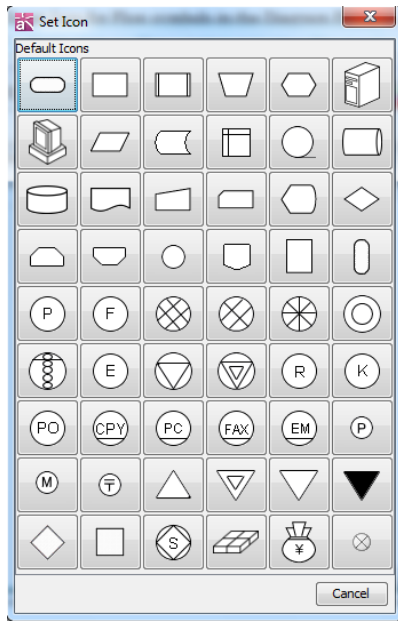 Set Icon
Default Icons
P
F
E
R
K
PO
CPY
PC
FAX
EM
P
M
〒
S
¥
Cancel